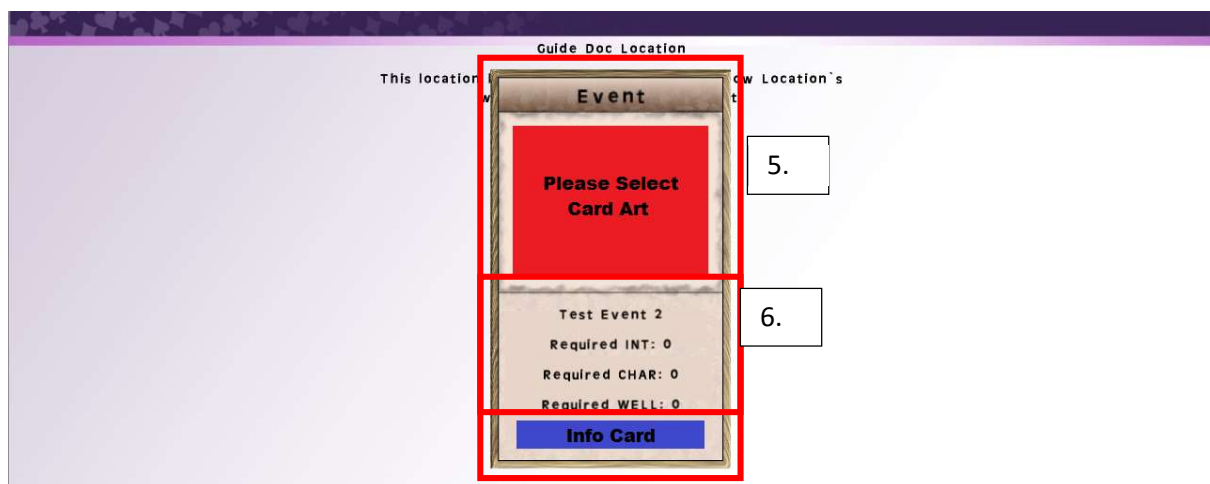 Guide Doc Location
This location ow Location`s
Event
5.
Please Select
Card Art
Test Event 2
6.
Required INT: 0
Required CHAR: 0
Required WELL: 0
Info Card